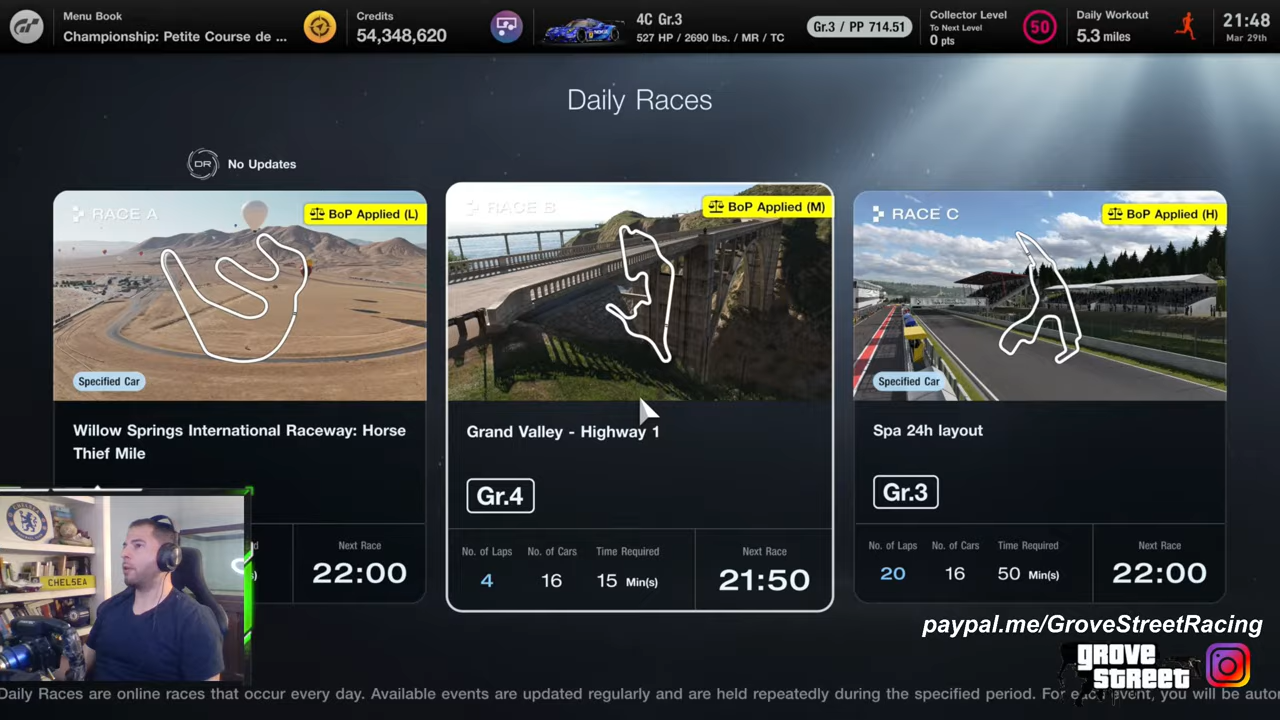 Menu Book
Championship: Petite Course de ...
Credits
54,348,620
4C Gr.3
527 HP / 2690 lbs. / MR / TC
Gr.3 / PP 714.51
Collector Level
To Next Level
0 pts
50
Daily Workout
5.3 miles
21:48
Mar 29th
Daily Races
DR
No Updates
RACE A
BoP Applied (L)
Specified Car
Willow Springs International Raceway: Horse
Thief Mile
Next Race
22:00
RACE B
BoP Applied (M)
Grand Valley - Highway 1
Gr.4
No. of Laps
4
No. of Cars
16
Time Required
15 Min(s)
Next Race
21:50
RACE C
BoP Applied (H)
Specified Car
Spa 24h layout
Gr.3
No. of Laps
20
No. of Cars
16
Time Required
50 Min(s)
Next Race
22:00
CHELSEA
paypal.me/GroveStreetRacing
grove
street
Daily Races are online races that occur every day. Available events are updated regularly and are held repeatedly during the specified period. For each event, you will be